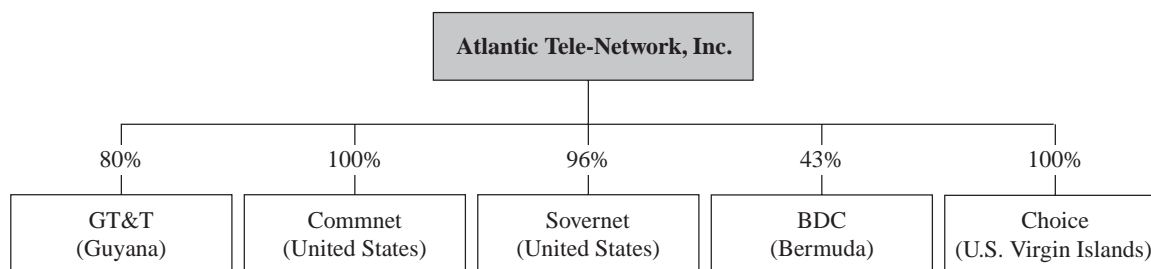 Atlantic Tele-Network, Inc.
80% 100% 96% 43% 100%
GT&T Commnet Sovernet BDC Choice
(Guyana) (United States) (United States) (Bermuda) (U.S. Virgin Islands)